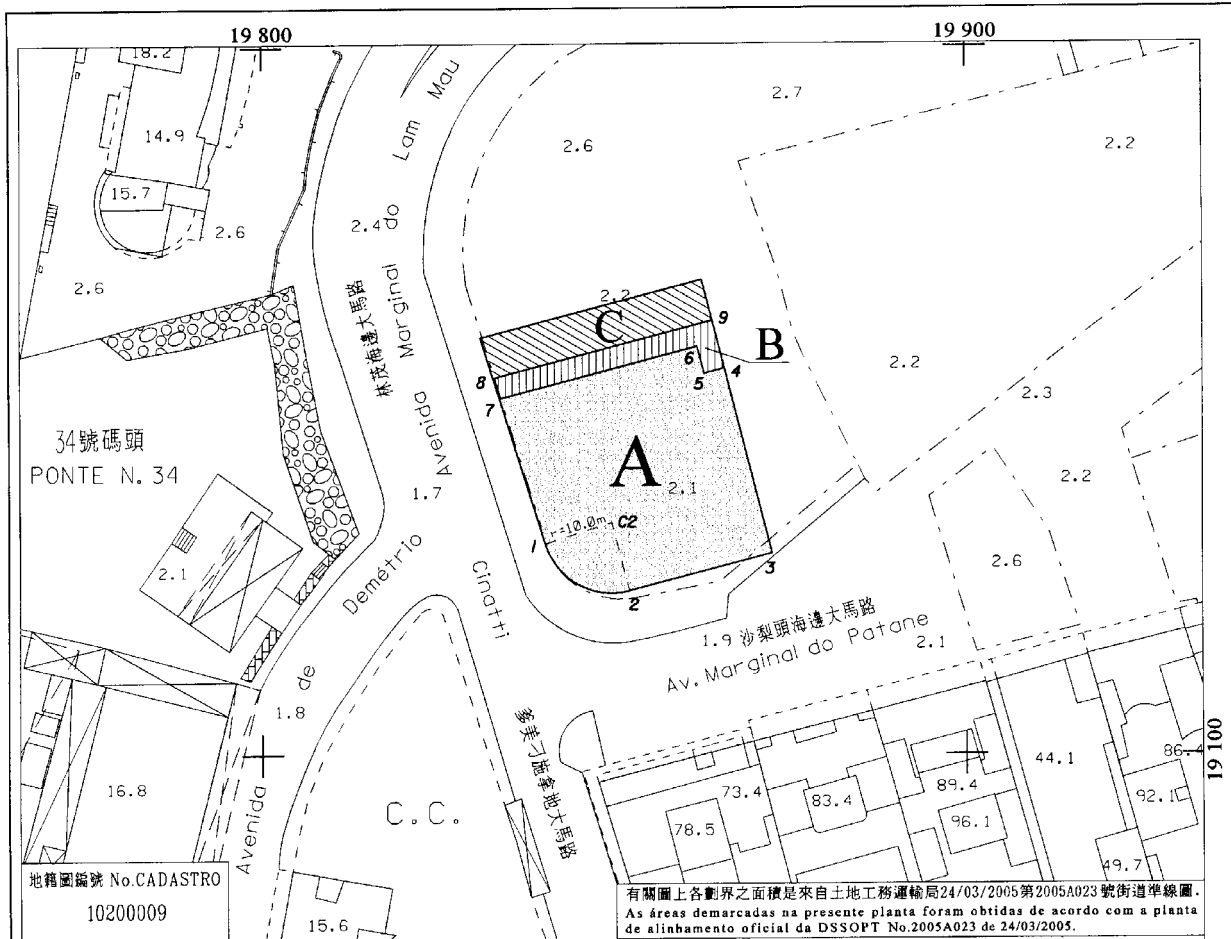 19 800
19 900
18.2
14.9
15.7
2.6
2.6
2.4
林茂海邊大馬路
Avenida Marginal do Lam Mau
2.6
2.7
2.2
2.2
C
9
B
8
7
6
5
4
2.2
2.3
34號碼頭
PONTE N. 34
A
2.1
1.7
2.2
r=10.0m
C2
1
2
3
2.1
2.6
Avenida de Demétrio Cinatti
1.8
1.9 沙梨頭海邊大馬路
Av. Marginal do Patane
2.1
爹美刁施拿地大馬路
19 100
16.8
C.C.
73.4
78.5
83.4
89.4
96.1
44.1
86.4
92.1
49.7
15.6
地籍圖編號 No.CADASTRO
10200009
有關圖上各劃界之面積是來自土地工務運輸局24/03/2005第2005A023號街道準線圖.
As áreas demarcadas na presente planta foram obtidas de acordo com a planta
de alinhamento oficial da DSSOPT No.2005A023 de 24/03/2005.